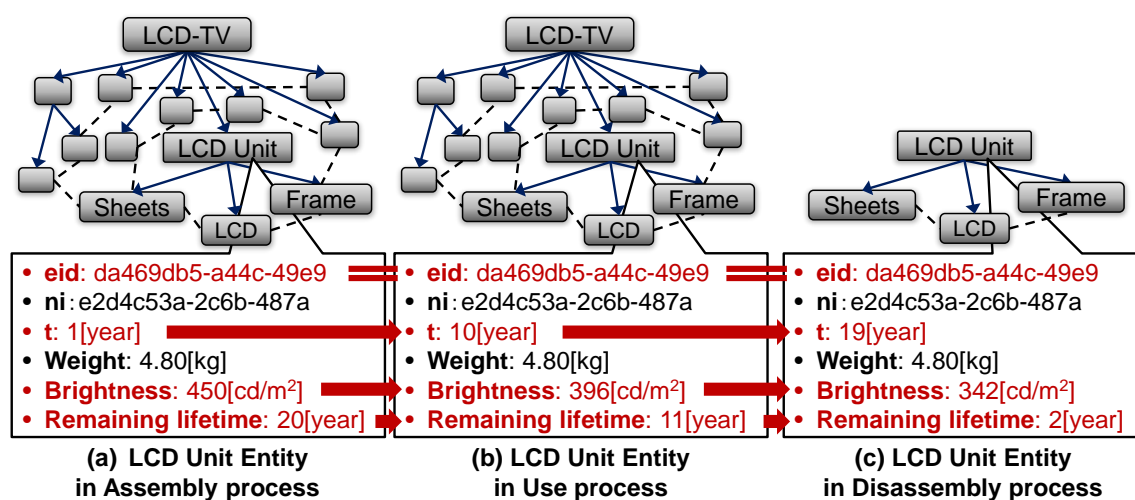 LCD-TV
LCD Unit
Sheets
Frame
LCD
• eid: da469db5-a44c-49e9
• ni:e2d4c53a-2c6b-487a
• t: 1[year]
• Weight: 4.80[kg]
• Brightness: 450[cd/m²]
• Remaining lifetime: 20[year]
(a) LCD Unit Entity
in Assembly process
LCD-TV
LCD Unit
Sheets
Frame
LCD
• eid: da469db5-a44c-49e9
• ni:e2d4c53a-2c6b-487a
• t: 10[year]
• Weight: 4.80[kg]
• Brightness: 396[cd/m²]
• Remaining lifetime: 11[year]
(b) LCD Unit Entity
in Use process
LCD Unit
Sheets
Frame
LCD
• eid: da469db5-a44c-49e9
• ni:e2d4c53a-2c6b-487a
• t: 19[year]
• Weight: 4.80[kg]
• Brightness: 342[cd/m²]
• Remaining lifetime: 2[year]
(c) LCD Unit Entity
in Disassembly process